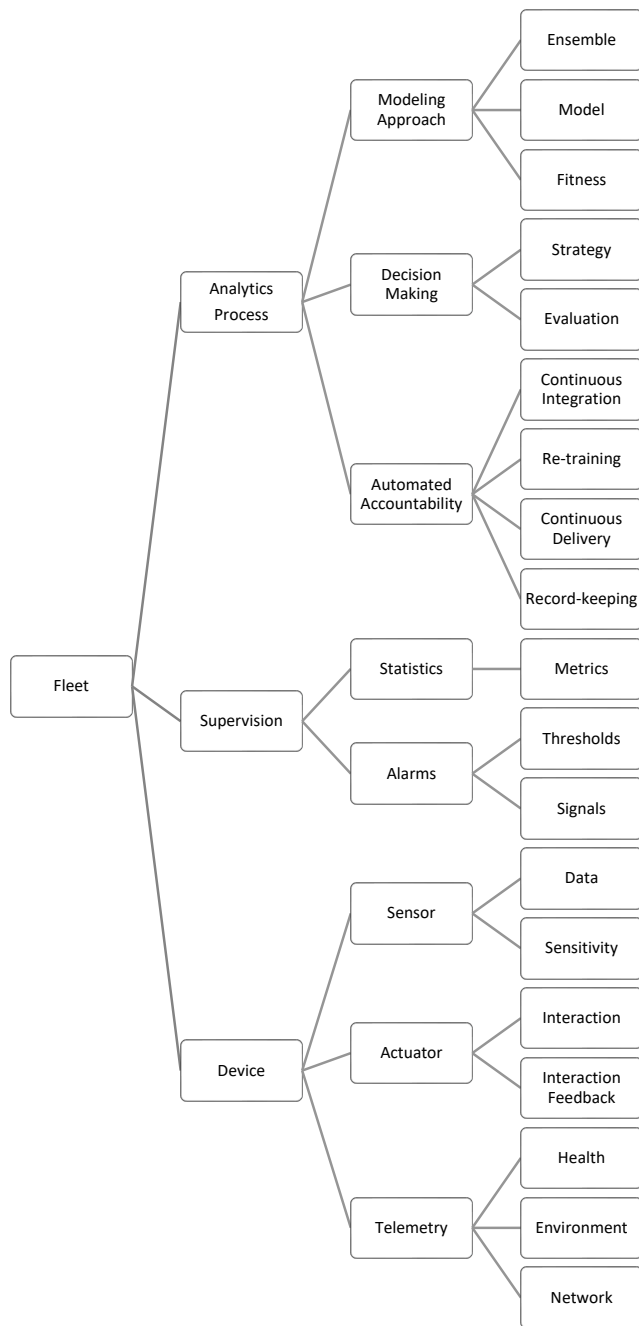 Ensemble
Modeling
Approach
Model
Fitness
Strategy
Analytics
Process
Decision
Making
Evaluation
Continuous
Integration
Re-training
Automated
Accountability
Continuous
Delivery
Record-keeping
Fleet
Statistics
Metrics
Supervision
Thresholds
Alarms
Signals
Data
Sensor
Sensitivity
Interaction
Device
Actuator
Interaction
Feedback
Health
Telemetry
Environment
Network